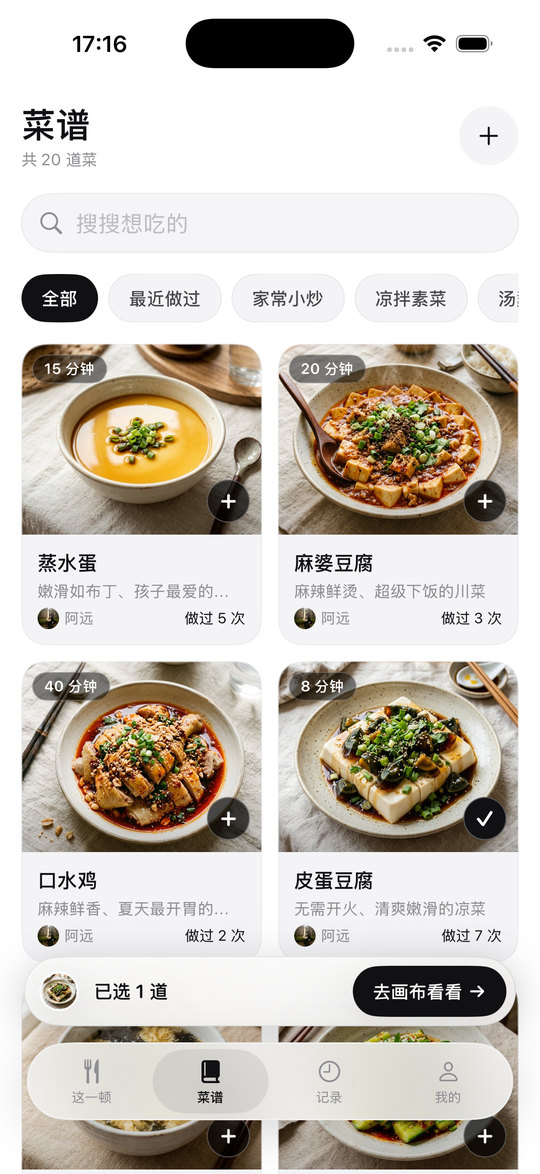 17:16
菜谱
共 20 道菜
搜搜想吃的
全部
最近做过
家常小炒
凉拌素菜
汤
15 分钟
20 分钟
蒸水蛋
麻婆豆腐
嫩滑如布丁、孩子最爱的...
麻辣鲜烫、超级下饭的川菜
阿远
做过 5 次
阿远
做过 3 次
40 分钟
8 分钟
口水鸡
皮蛋豆腐
麻辣鲜香、夏天最开胃的...
无需开火、清爽嫩滑的凉菜
阿远
做过 2 次
阿远
做过 7 次
已选 1 道
去画布看看 →
这一顿
菜谱
记录
我的